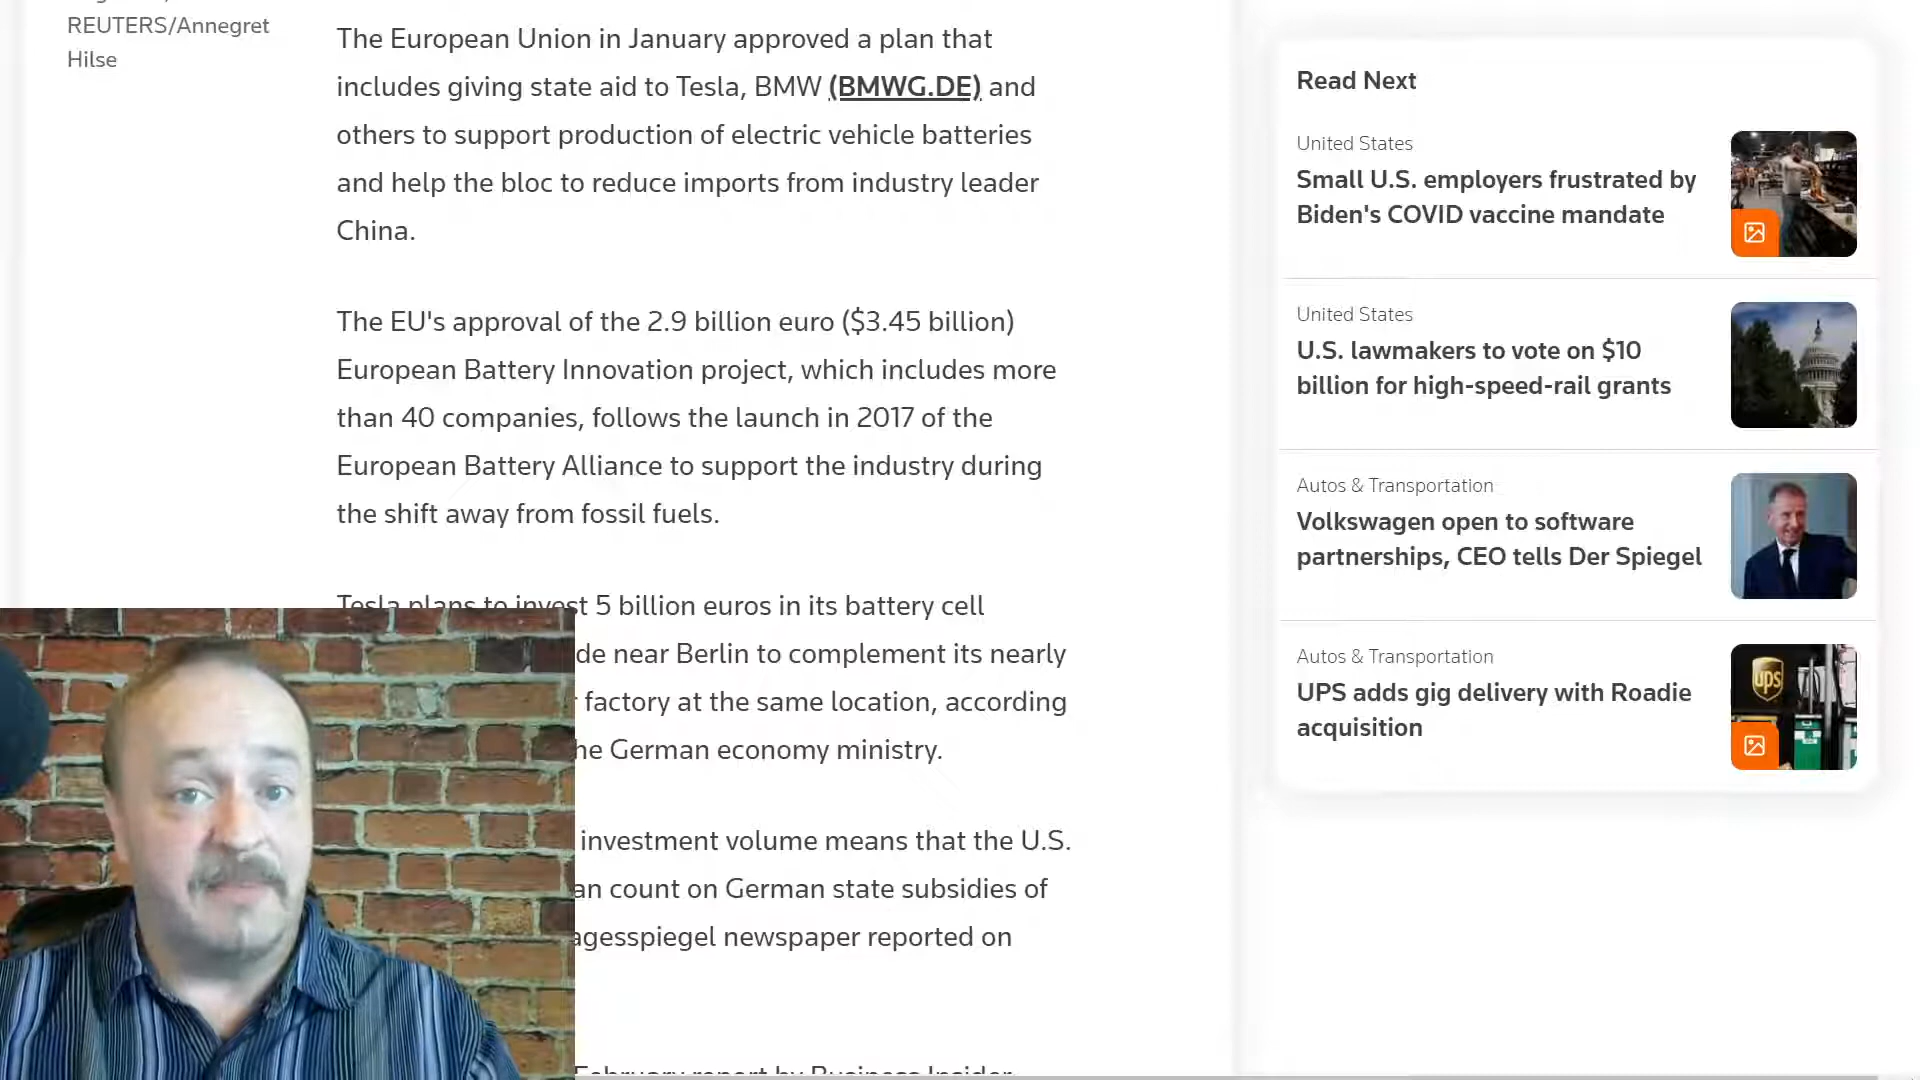 REUTERS/Annegret
Hilse
The European Union in January approved a plan that
includes giving state aid to Tesla, BMW (BMWG.DE) and
others to support production of electric vehicle batteries
and help the bloc to reduce imports from industry leader
China.
The EU's approval of the 2.9 billion euro ($3.45 billion)
European Battery Innovation project, which includes more
than 40 companies, follows the launch in 2017 of the
European Battery Alliance to support the industry during
the shift away from fossil fuels.
Tesla plans to invest 5 billion euros in its battery cell
de near Berlin to complement its nearly
factory at the same location, according
he German economy ministry.
investment volume means that the U.S.
an count on German state subsidies of
agesspiegel newspaper reported on
February report by Business Insider
Read Next
United States
Small U.S. employers frustrated by
Biden's COVID vaccine mandate
United States
U.S. lawmakers to vote on $10
billion for high-speed-rail grants
Autos & Transportation
Volkswagen open to software
partnerships, CEO tells Der Spiegel
Autos & Transportation
UPS adds gig delivery with Roadie
acquisition
ups